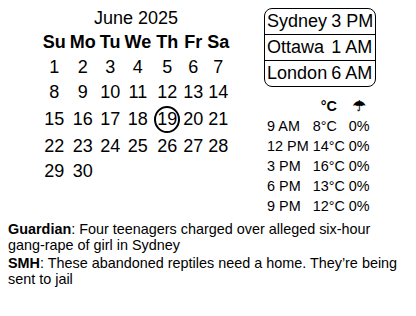 June 2025
Su Mo Tu We Th Fr Sa
1 2 3 4 5 6 7
8 9 10 11 12 13 14
15 16 17 18 19 20 21
22 23 24 25 26 27 28
29 30
Sydney 3 PM
Ottawa 1 AM
London 6 AM
°C ☂
9 AM 8°C 0%
12 PM 14°C 0%
3 PM 16°C 0%
6 PM 13°C 0%
9 PM 12°C 0%
Guardian: Four teenagers charged over alleged six-hour
gang-rape of girl in Sydney
SMH: These abandoned reptiles need a home. They’re being
sent to jail